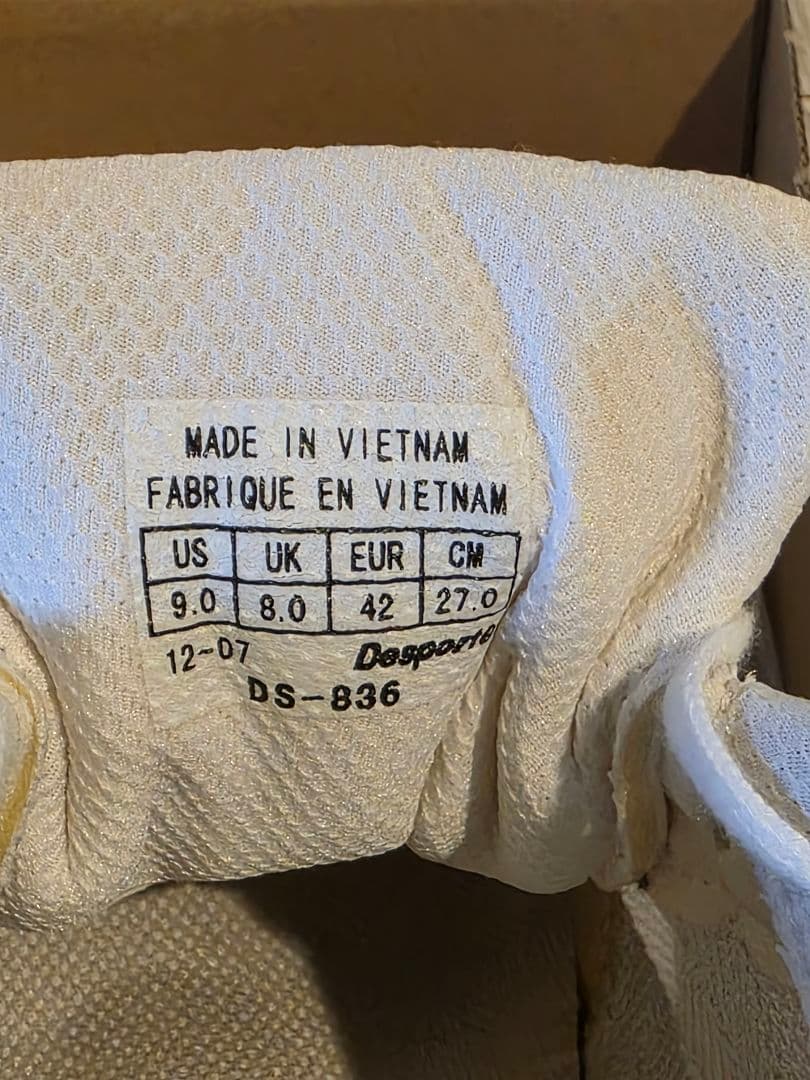 MADE IN VIETNAM
FABRIQUE EN VIETNAM
US UK EUR CM
9.0 8.0 42 27.0
12-07 Desporte
DS-836